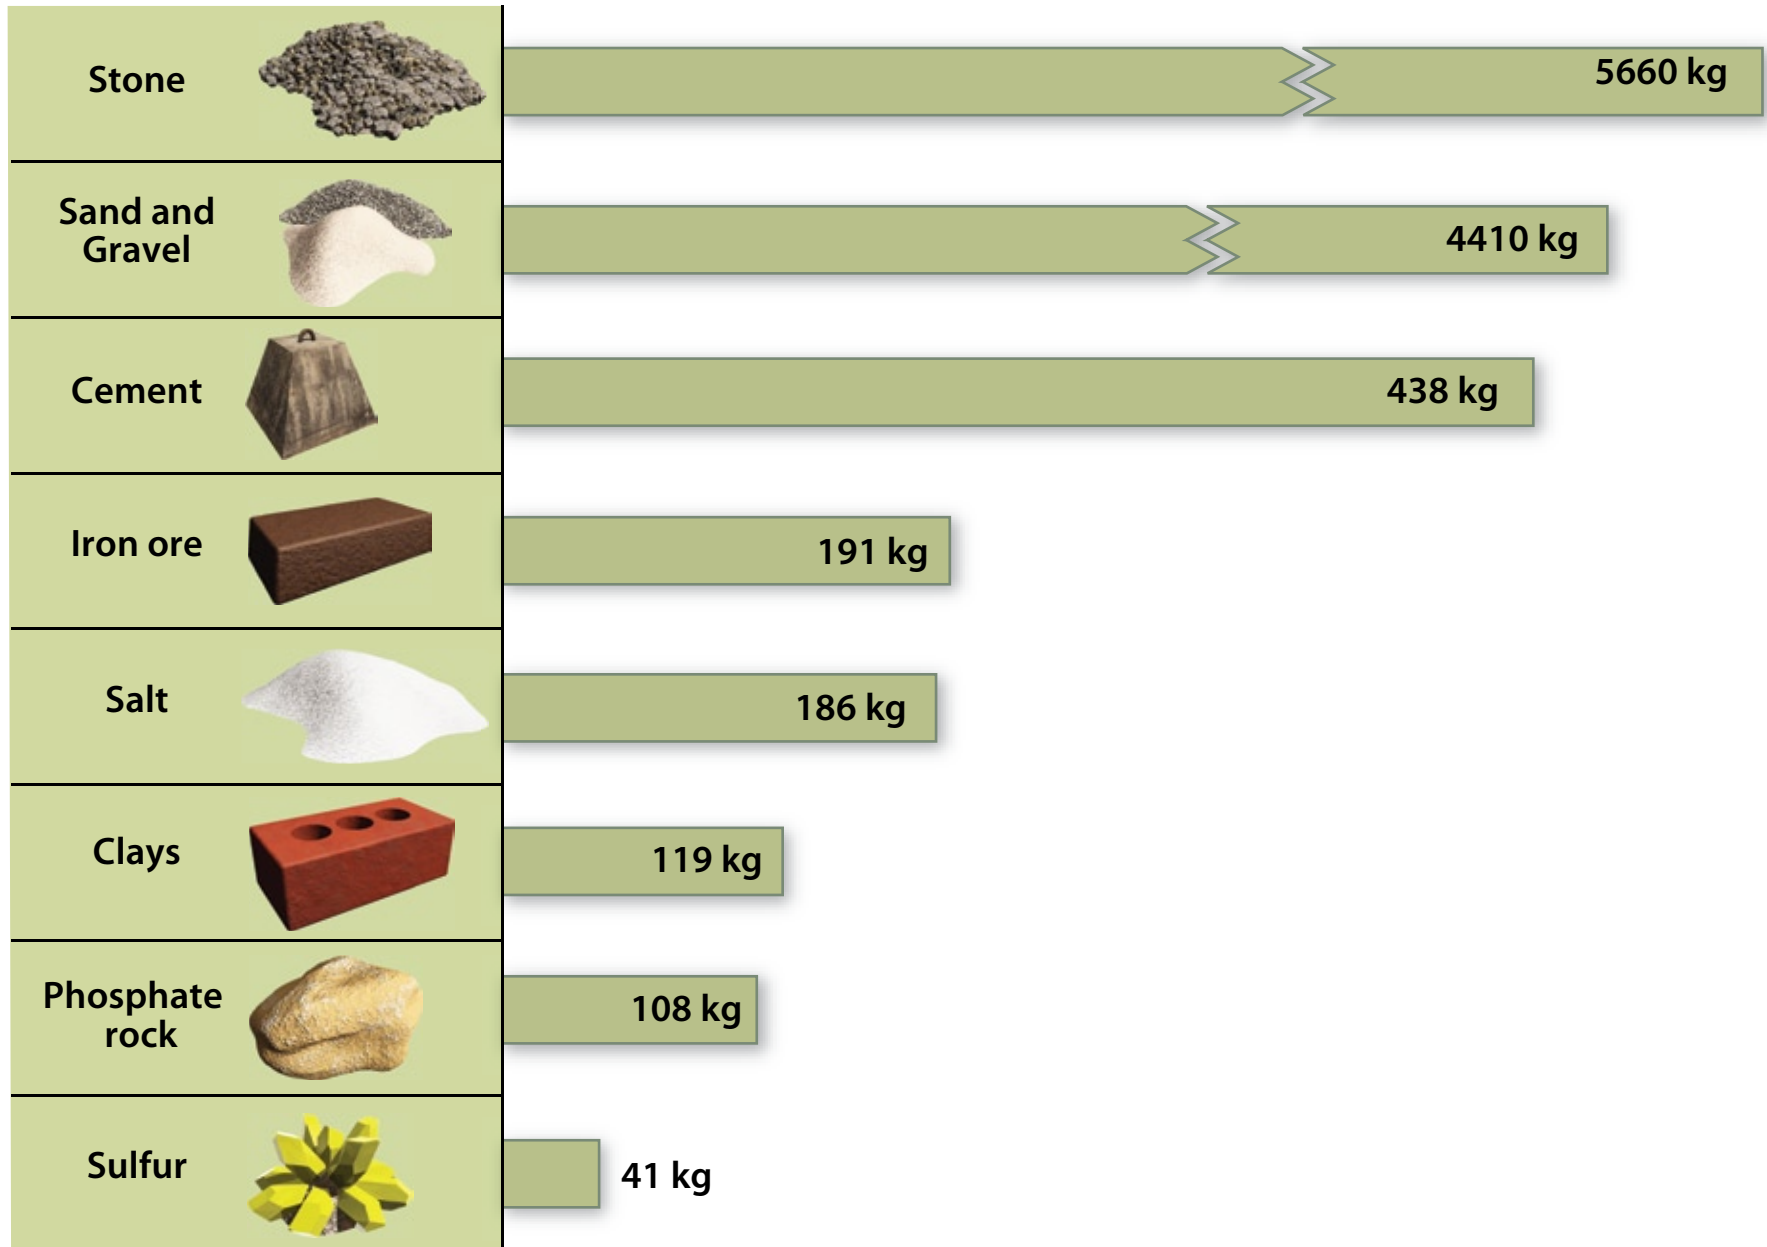 Stone
5660 kg
Sand and
Gravel
4410 kg
Cement
438 kg
Iron ore
191 kg
Salt
186 kg
Clays
119 kg
Phosphate
rock
108 kg
Sulfur
41 kg